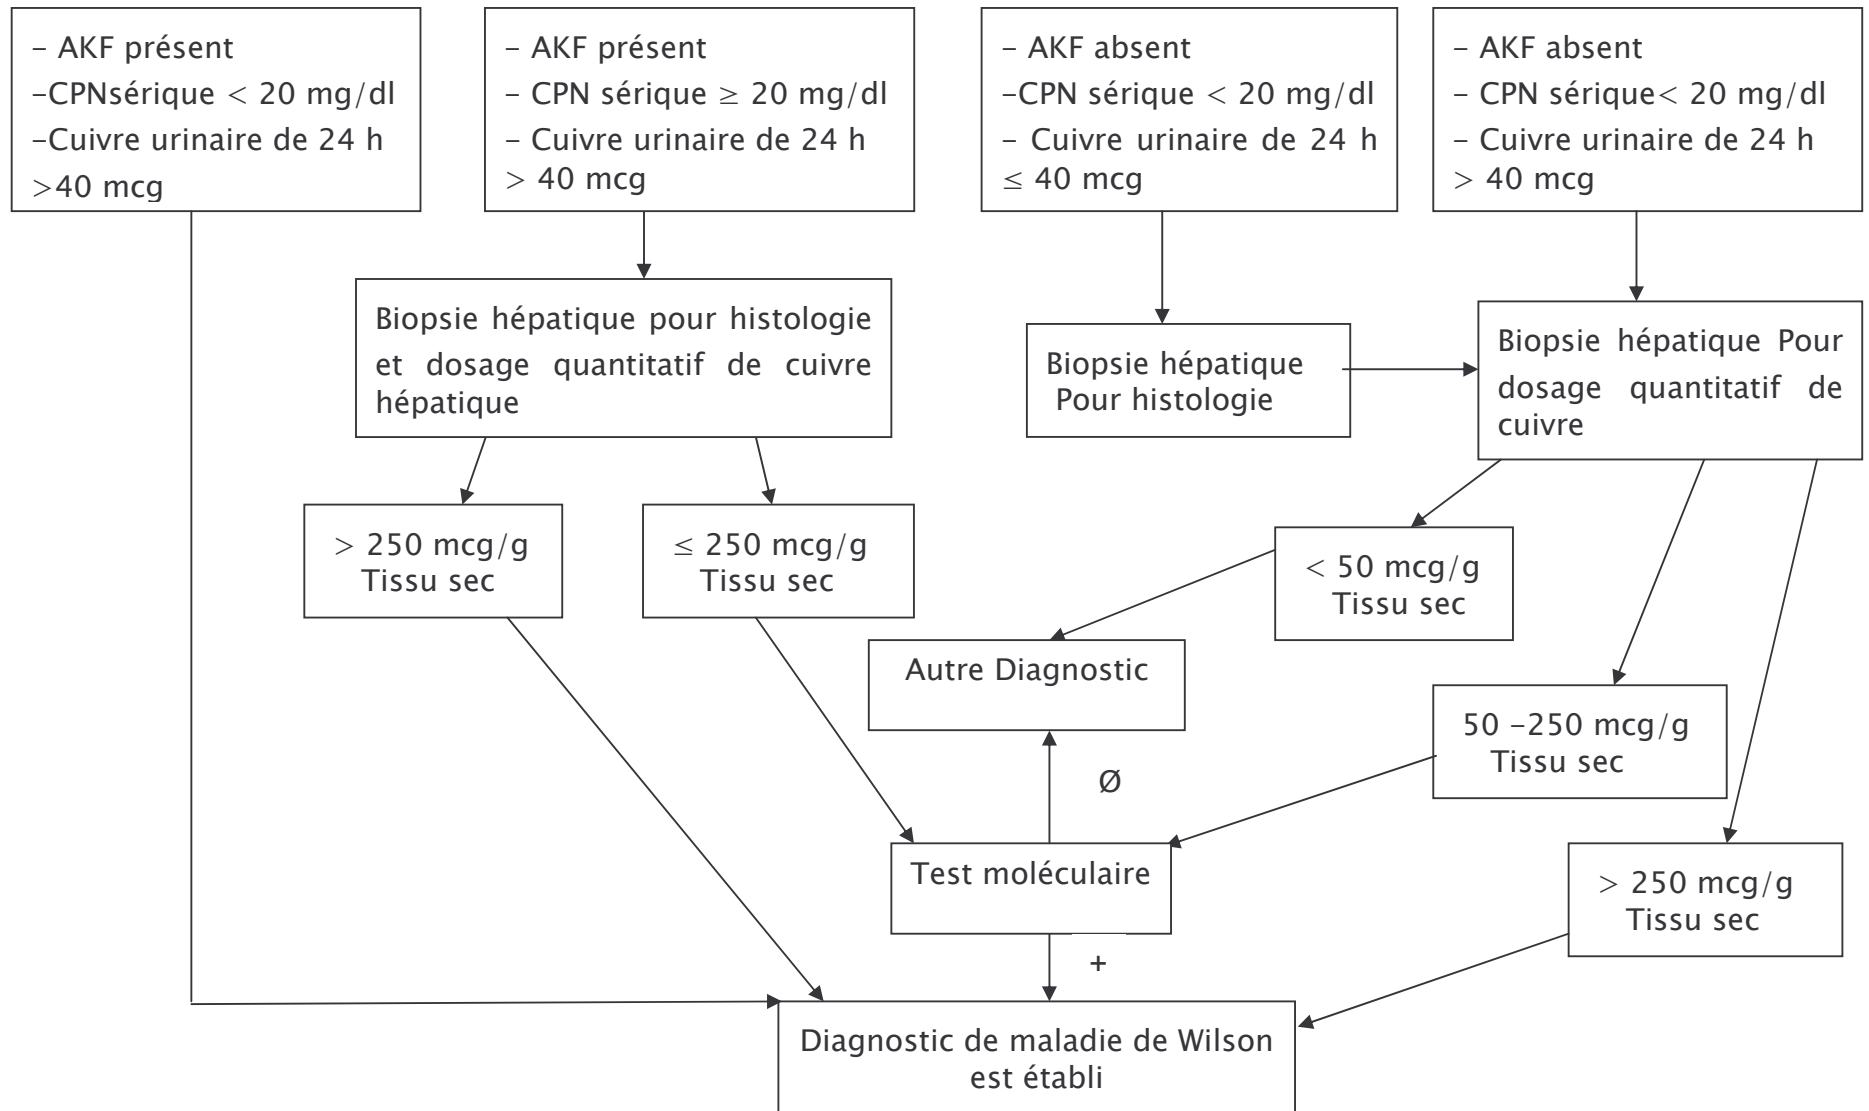 – AKF présent
–CPNsérique < 20 mg/dl
–Cuivre urinaire de 24 h
>40 mcg
– AKF présent
– CPN sérique ≥ 20 mg/dl
– Cuivre urinaire de 24 h
> 40 mcg
– AKF absent
–CPN sérique < 20 mg/dl
– Cuivre urinaire de 24 h
≤ 40 mcg
– AKF absent
– CPN sérique< 20 mg/dl
– Cuivre urinaire de 24 h
> 40 mcg
Biopsie hépatique pour histologie
et dosage quantitatif de cuivre
hépatique
Biopsie hépatique
Pour histologie
Biopsie hépatique Pour
dosage quantitatif de
cuivre
> 250 mcg/g
Tissu sec
≤ 250 mcg/g
Tissu sec
< 50 mcg/g
Tissu sec
Autre Diagnostic
50 –250 mcg/g
Tissu sec
Ø
Test moléculaire
> 250 mcg/g
Tissu sec
+
Diagnostic de maladie de Wilson
est établi